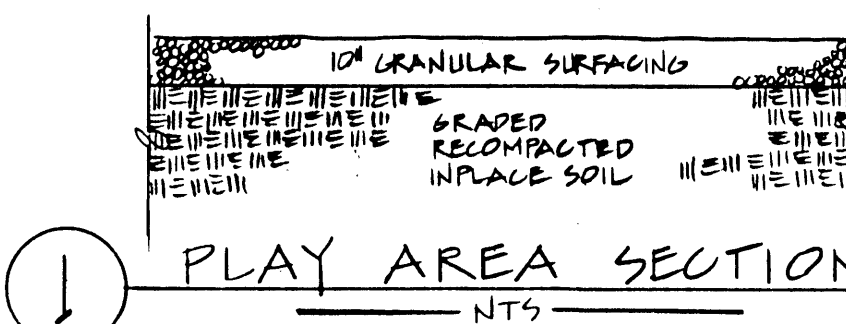 10" GRANULAR SURFACING
GRADED
RECOMPACTED
INPLACE SOIL
1
PLAY AREA SECTION
NTS